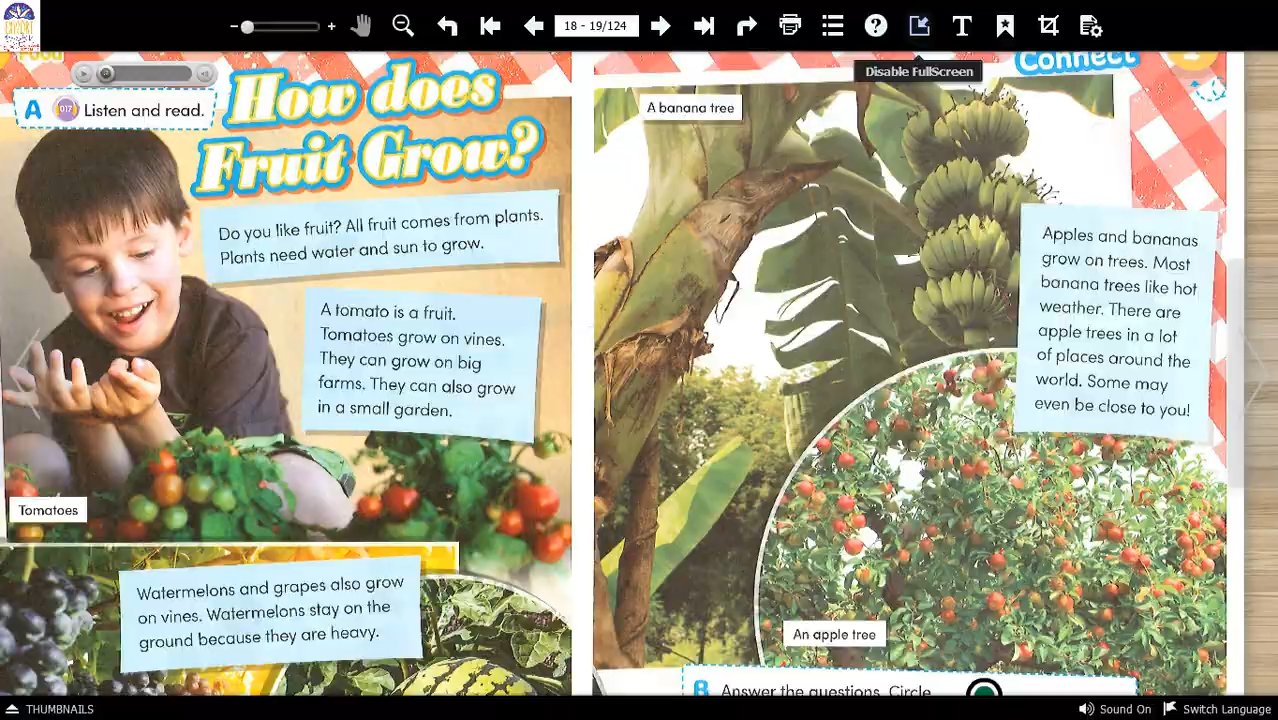 18 - 19/124
Disable FullScreen
Food
A 017 Listen and read.
How does
Fruit Grow?
Do you like fruit? All fruit comes from plants.
Plants need water and sun to grow.
A tomato is a fruit.
Tomatoes grow on vines.
They can grow on big
farms. They can also grow
in a small garden.
Tomatoes
Watermelons and grapes also grow
on vines. Watermelons stay on the
ground because they are heavy.
Connect
A banana tree
Apples and bananas
grow on trees. Most
banana trees like hot
weather. There are
apple trees in a lot
of places around the
world. Some may
even be close to you!
An apple tree
B Answer the questions. Circle
THUMBNAILS
Sound On
Switch Language